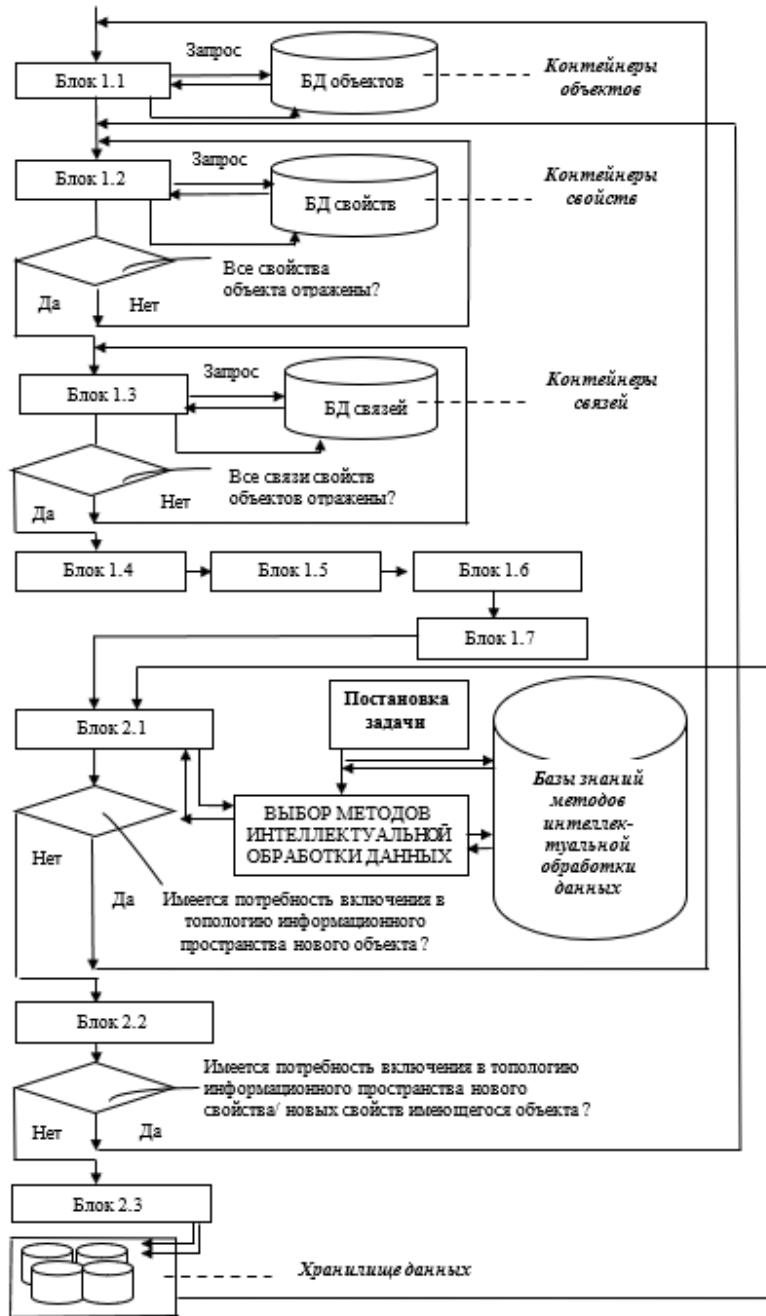 Запрос
Блок 1.1
БД объектов
Контейнеры
объектов
Запрос
Блок 1.2
БД свойств
Контейнеры
свойств
Все свойства
объекта отражены?
Да
Нет
Запрос
Блок 1.3
БД связей
Контейнеры
связей
Все связи свойств
объектов отражены?
Да
Нет
Блок 1.4
Блок 1.5
Блок 1.6
Блок 1.7
Блок 2.1
Постановка
задачи
ВЫБОР МЕТОДОВ
ИНТЕЛЛЕКТУАЛЬНОЙ
ОБРАБОТКИ ДАННЫХ
Базы знаний
методов
интеллек-
туальной
обработки
данных
Нет
Да
Имеется потребность включения в
топологию информационного
пространства нового объекта?
Блок 2.2
Имеется потребность включения в топологию
информационного пространства нового
свойства/ новых свойств имеющегося объекта?
Нет
Да
Блок 2.3
Хранилище данных